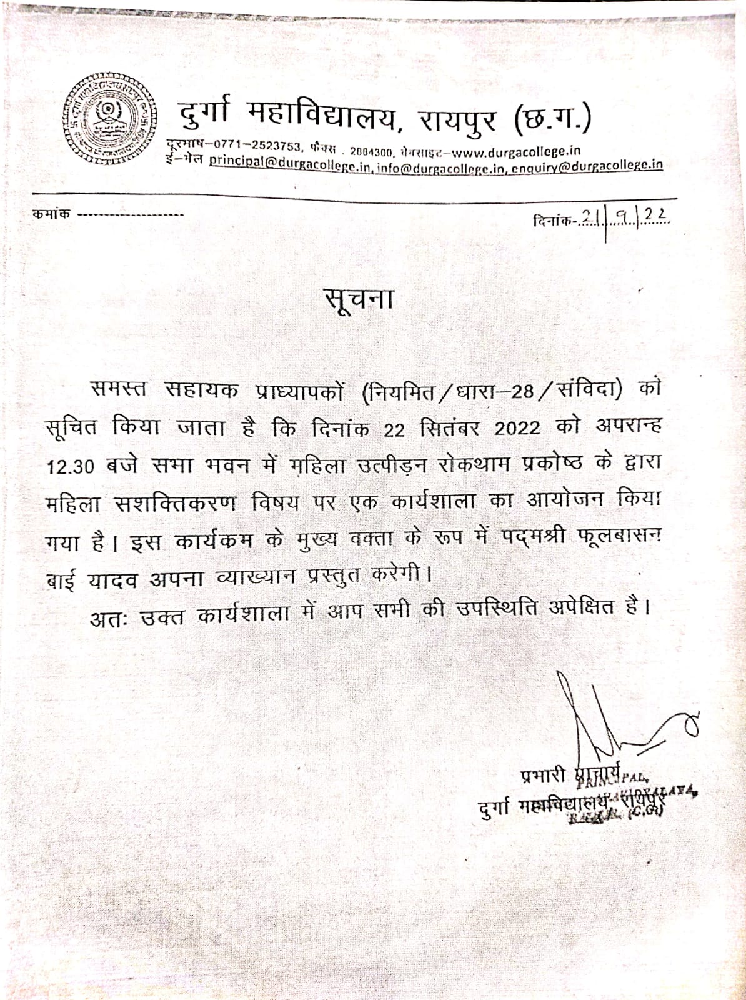 दुर्गा महाविद्यालय, रायपुर (छ.ग.)
दूरभाष–0771–2523753, फैक्स . 2884300, वेबसाइट–www.durgacollege.in
ई–मेल principal@durgacollege.in, info@durgacollege.in, enquiry@durgacollege.in
कमांक --------------------
दिनांक-21/9/22
सूचना
समस्त सहायक प्राध्यापकों (नियमित/धारा–28/संविदा) को
सूचित किया जाता है कि दिनांक 22 सितंबर 2022 को अपरान्ह
12.30 बजे सभा भवन में महिला उत्पीड़न रोकथाम प्रकोष्ठ के द्वारा
महिला सशक्तिकरण विषय पर एक कार्यशाला का आयोजन किया
गया है। इस कार्यकम के मुख्य वक्ता के रूप में पद्मश्री फूलबासन
बाई यादव अपना व्याख्यान प्रस्तुत करेगी।
अतः उक्त कार्यशाला में आप सभी की उपस्थिति अपेक्षित है।
प्रभारी प्राचार्य
PRINCIPAL,
दुर्गा महाविद्यालय, रायपुर
(C.G.)